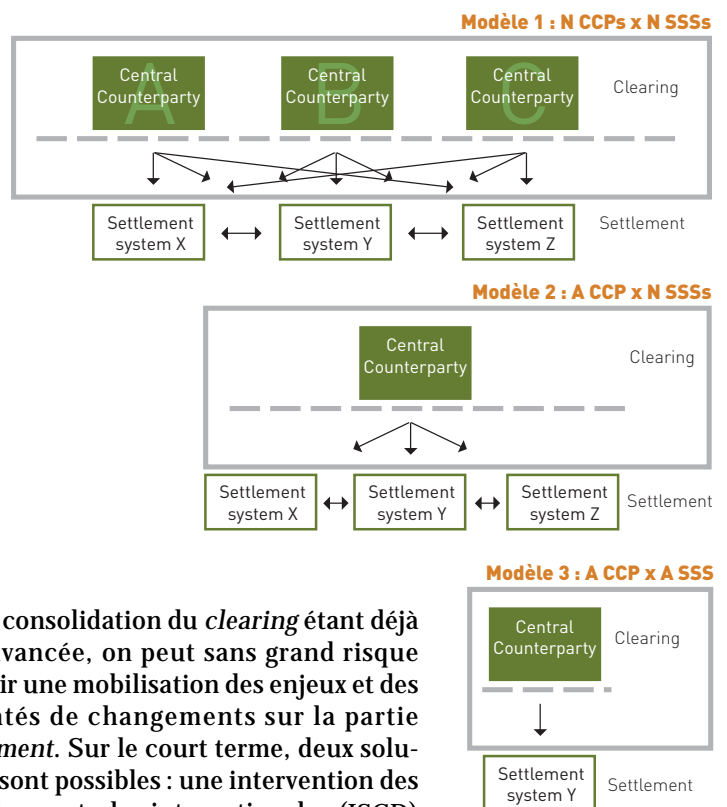 Modèle 1 : N CCPs x N SSSs
A
B
C
Central
Counterparty
Central
Counterparty
Central
Counterparty
Clearing
Settlement
system X
Settlement
system Y
Settlement
system Z
Settlement
Modèle 2 : A CCP x N SSSs
Central
Counterparty
Clearing
Settlement
system X
Settlement
system Y
Settlement
system Z
Settlement
Modèle 3 : A CCP x A SSS
Central
Counterparty
Clearing
Settlement
system Y
Settlement
consolidation du clearing étant déjà
vancée, on peut sans grand risque
ir une mobilisation des enjeux et des
tés de changements sur la partie
ment. Sur le court terme, deux solu-
sont possibles : une intervention des